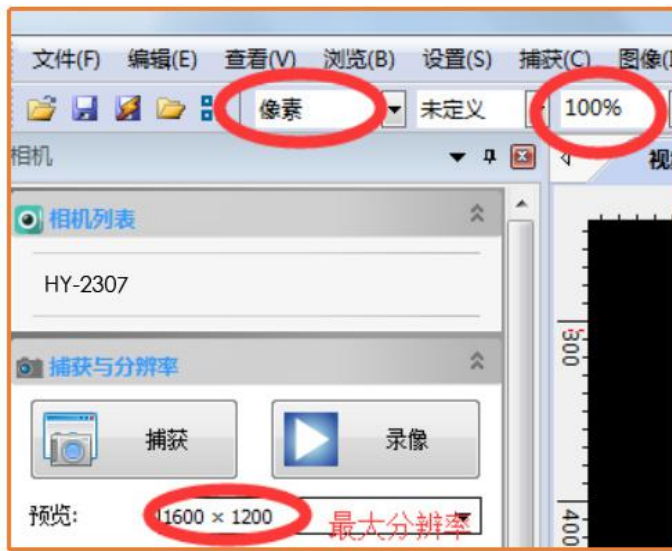 文件(F) 编辑(E) 查看(V) 浏览(B) 设置(S) 捕获(C) 图像(I
像素 未定义 100%
相机
视
相机列表
HY-2307
300
捕获与分辨率
捕获 录像
预览: 1600 × 1200 最大分辨率
400